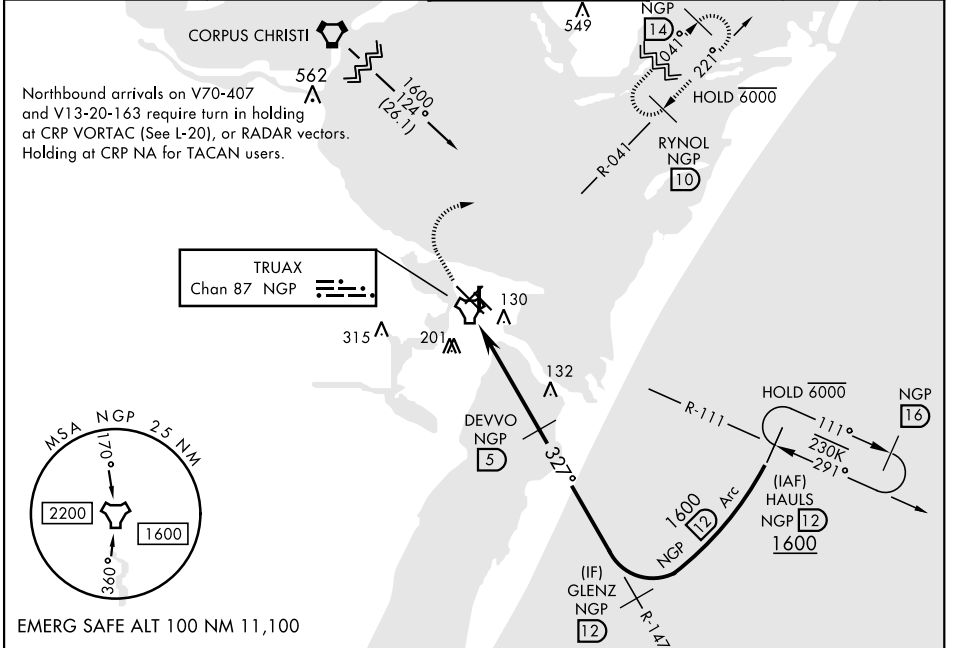 CORPUS CHRISTI
562
1600
124°
(26.1)
Northbound arrivals on V70-407
and V13-20-163 require turn in holding
at CRP VORTAC (See L-20), or RADAR vectors.
Holding at CRP NA for TACAN users.
549
NGP
14
041°
221°
HOLD 6000
R-041
RYNOL
NGP
10
TRUAX
Chan 87 NGP
130
315
201
132
DEVVO
NGP
5
327°
HOLD 6000
NGP
16
R-111
111°
230K
291°
(IAF)
HAULS
NGP 12
1600
1600
NGP 12 Arc
(IF)
GLENZ
NGP
12
R-147
MSA NGP 25 NM
170°
2200
1600
360°
EMERG SAFE ALT 100 NM 11,100